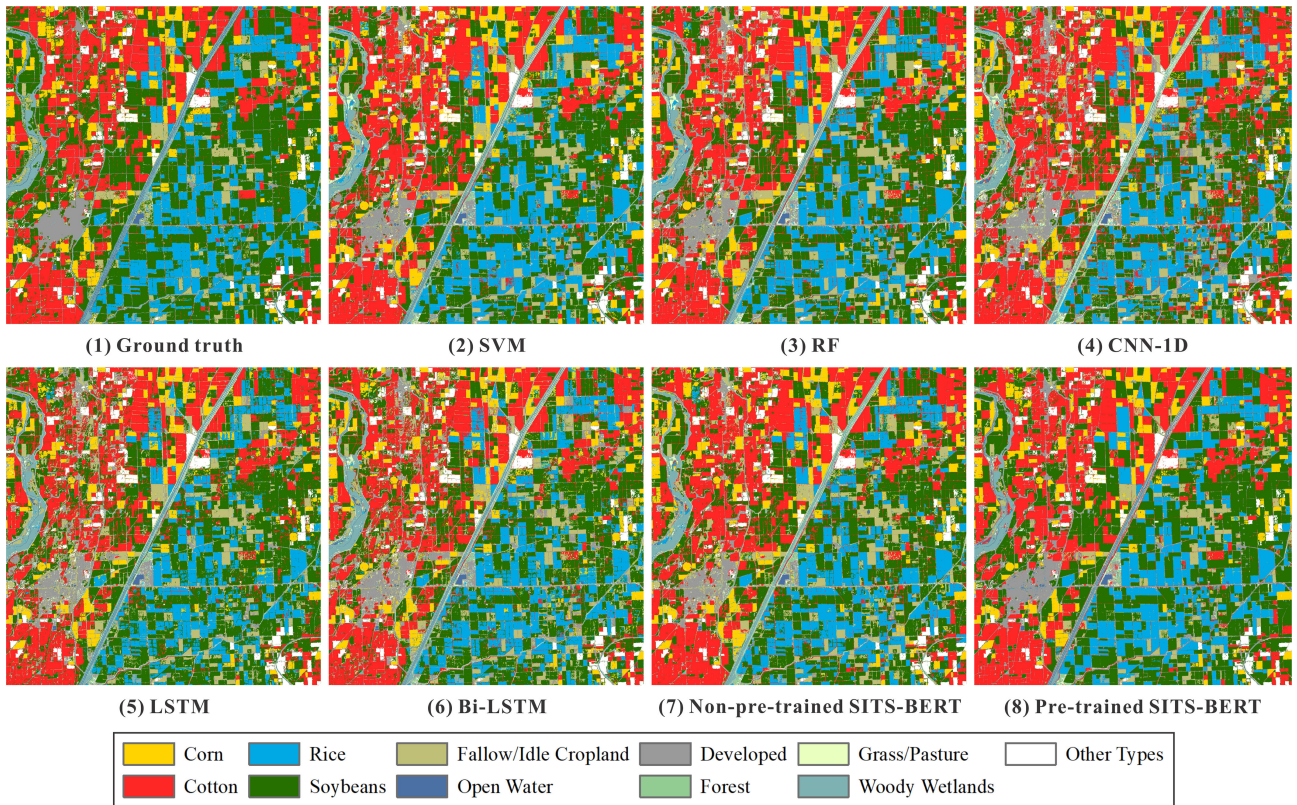 (1) Ground truth
(2) SVM
(3) RF
(4) CNN-1D
(5) LSTM
(6) Bi-LSTM
(7) Non-pre-trained SITS-BERT
(8) Pre-trained SITS-BERT
Corn Rice Fallow/Idle Cropland Developed Grass/Pasture Other Types
Cotton Soybeans Open Water Forest Woody Wetlands